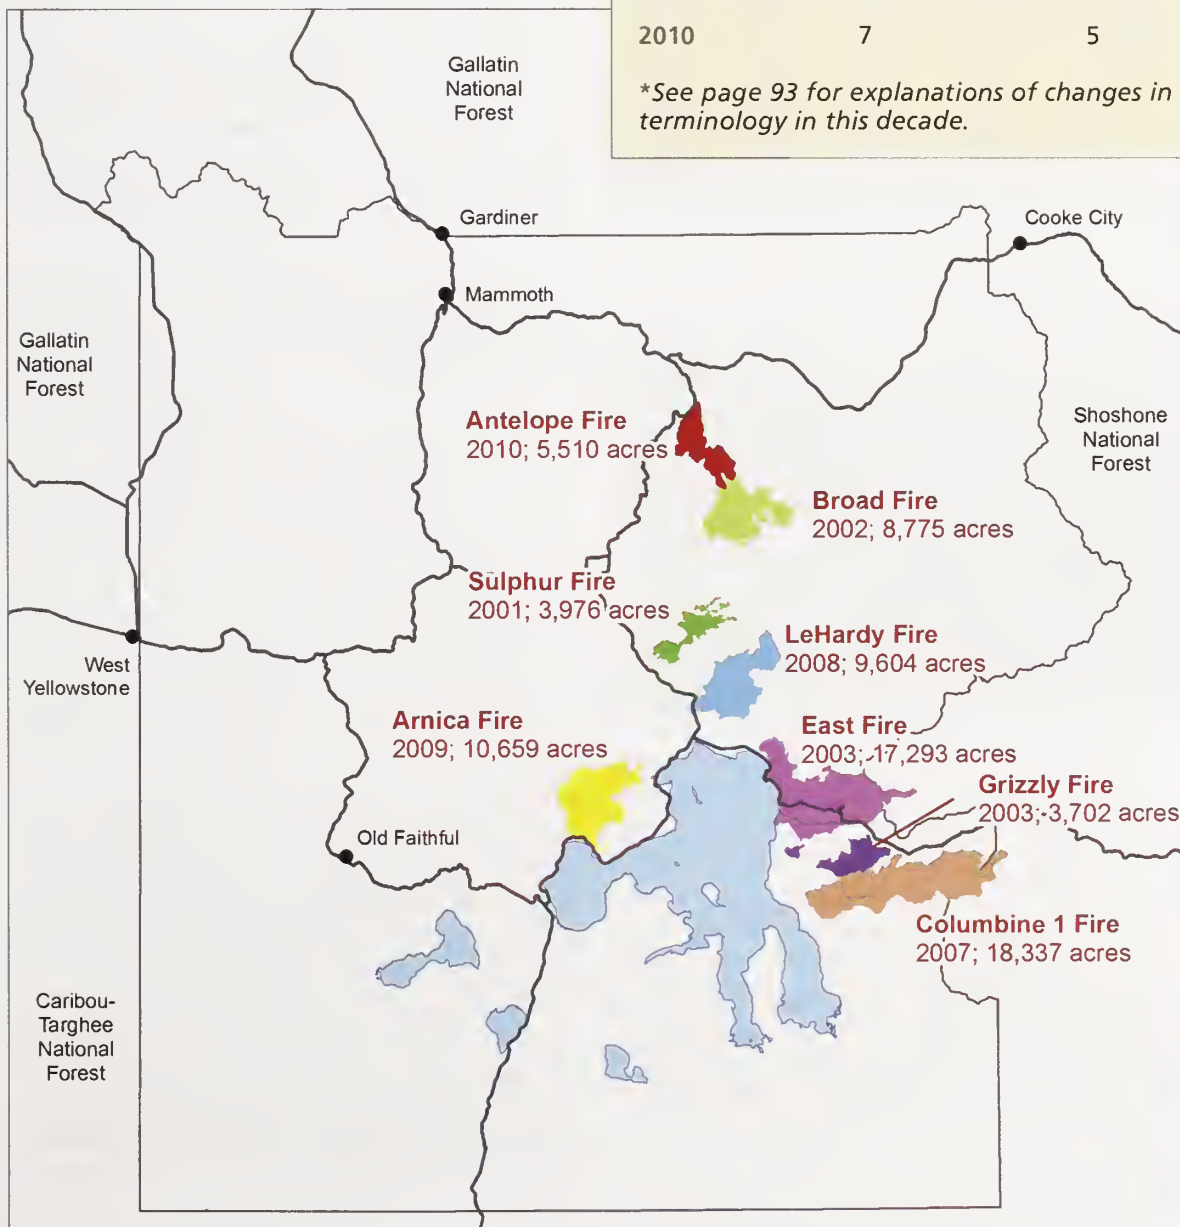 2010 7 5
*See page 93 for explanations of changes in
terminology in this decade.
Gallatin
National
Forest
Gardiner
Cooke City
Mammoth
Gallatin
National
Forest
Antelope Fire
2010; 5,510 acres
Shoshone
National
Forest
Broad Fire
2002; 8,775 acres
Sulphur Fire
2001; 3,976 acres
LeHardy Fire
2008; 9,604 acres
West
Yellowstone
Arnica Fire
2009; 10,659 acres
East Fire
2003; 17,293 acres
Grizzly Fire
2003; 3,702 acres
Old Faithful
Columbine 1 Fire
2007; 18,337 acres
Caribou-
Targhee
National
Forest